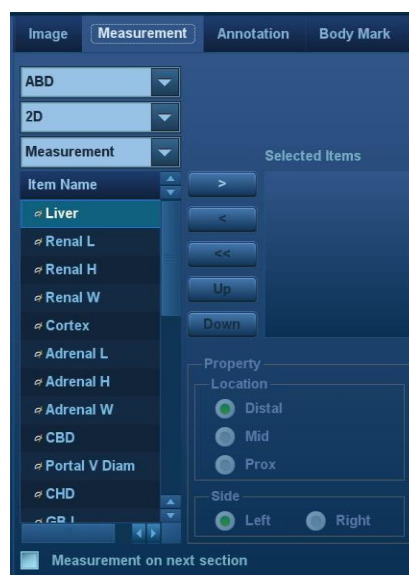 Image Measurement Annotation Body Mark
ABD
2D
Measurement
Selected Items
Item Name
>
Liver
<
Renal L
<<
Renal H
Up
Renal W
Down
Cortex
Adrenal L
Property
Location
Adrenal H
Distal
Adrenal W
Mid
CBD
Prox
Portal V Diam
CHD
Side
Left Right
Measurement on next section